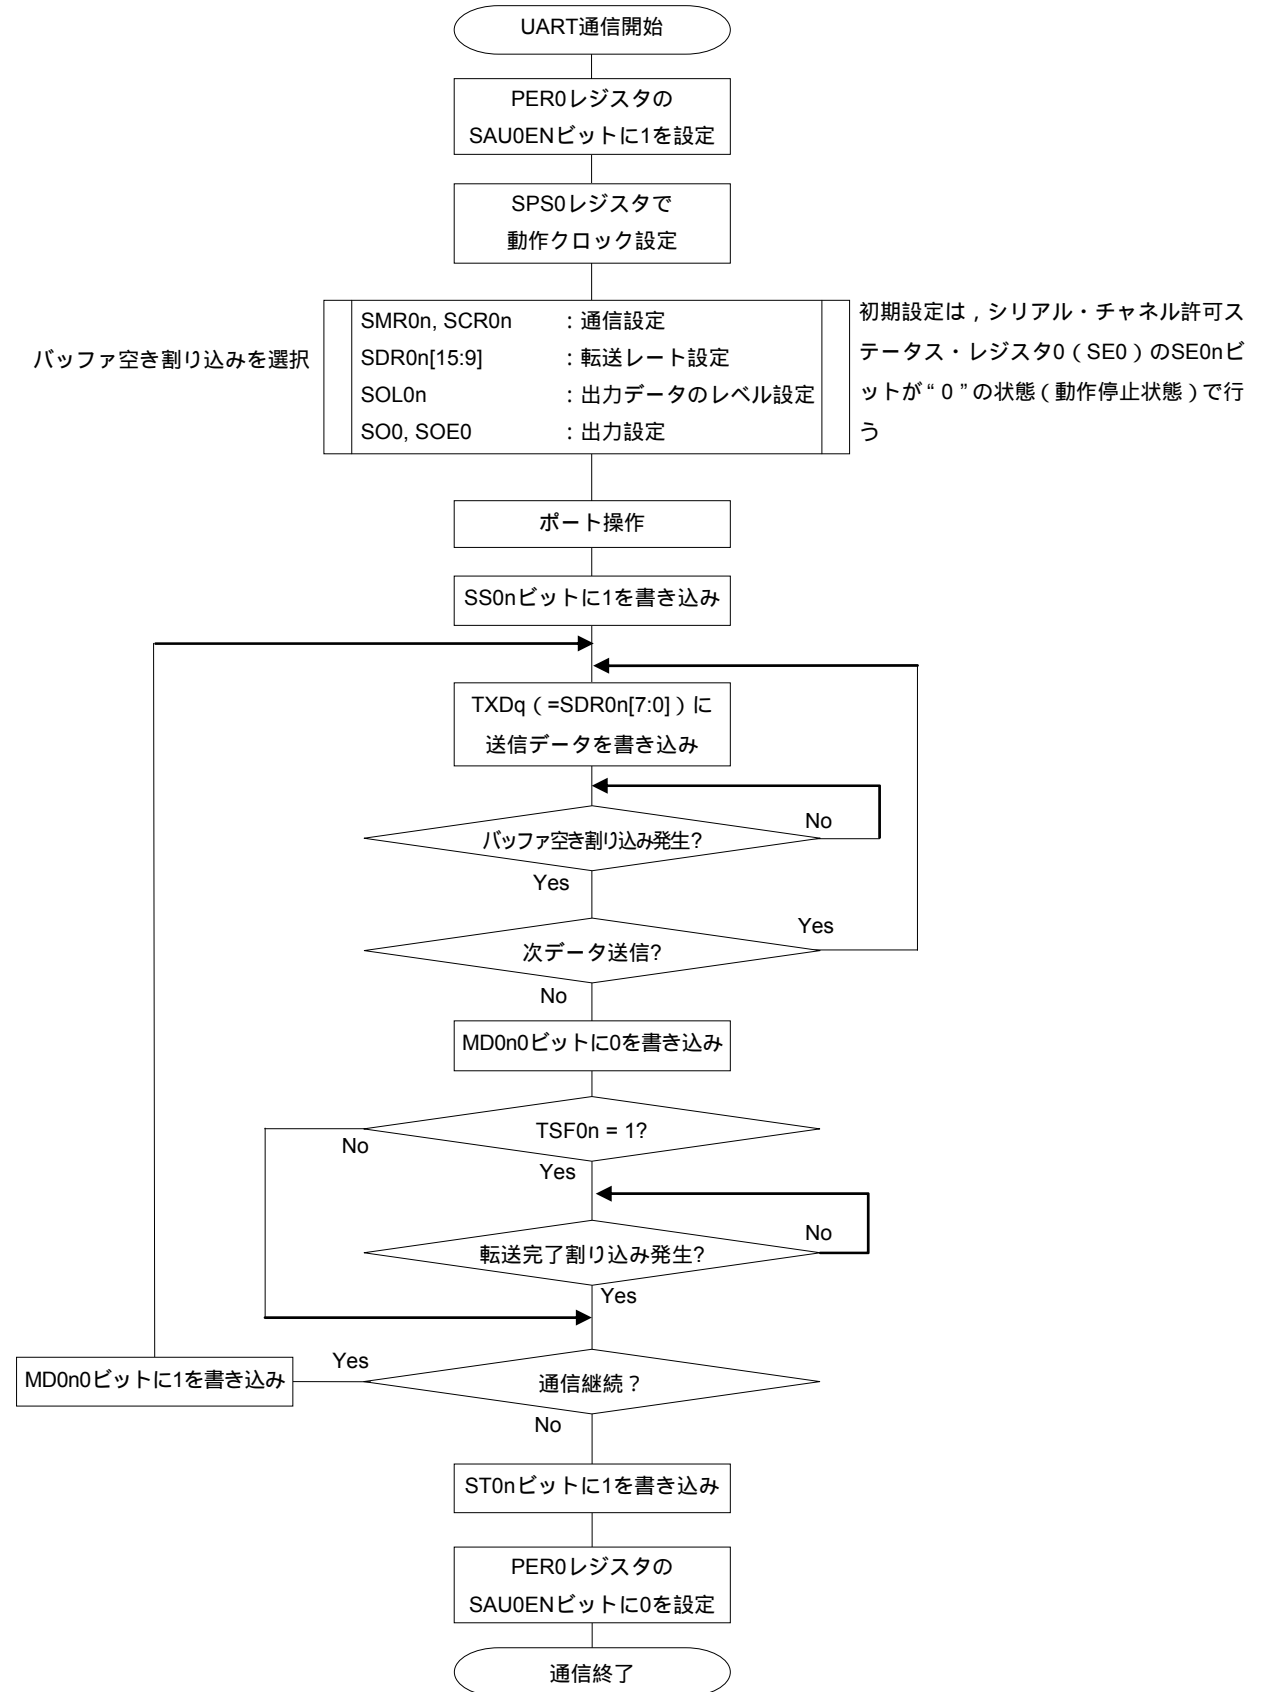 UART通信開始
PER0レジスタの
SAU0ENビットに1を設定
SPS0レジスタで
動作クロック設定
バッファ空き割り込みを選択
SMR0n, SCR0n ：通信設定
SDR0n[15:9] ：転送レート設定
SOL0n ：出力データのレベル設定
SO0, SOE0 ：出力設定
初期設定は，シリアル・チャネル許可ス
テータス・レジスタ0（SE0）のSE0nビ
ットが“0”の状態（動作停止状態）で行
う
ポート操作
SS0nビットに1を書き込み
TXDq（=SDR0n[7:0]）に
送信データを書き込み
バッファ空き割り込み発生?
No
Yes
次データ送信?
Yes
No
MD0n0ビットに0を書き込み
TSF0n = 1?
No
Yes
転送完了割り込み発生?
No
Yes
MD0n0ビットに1を書き込み
Yes
通信継続？
No
ST0nビットに1を書き込み
PER0レジスタの
SAU0ENビットに0を設定
通信終了